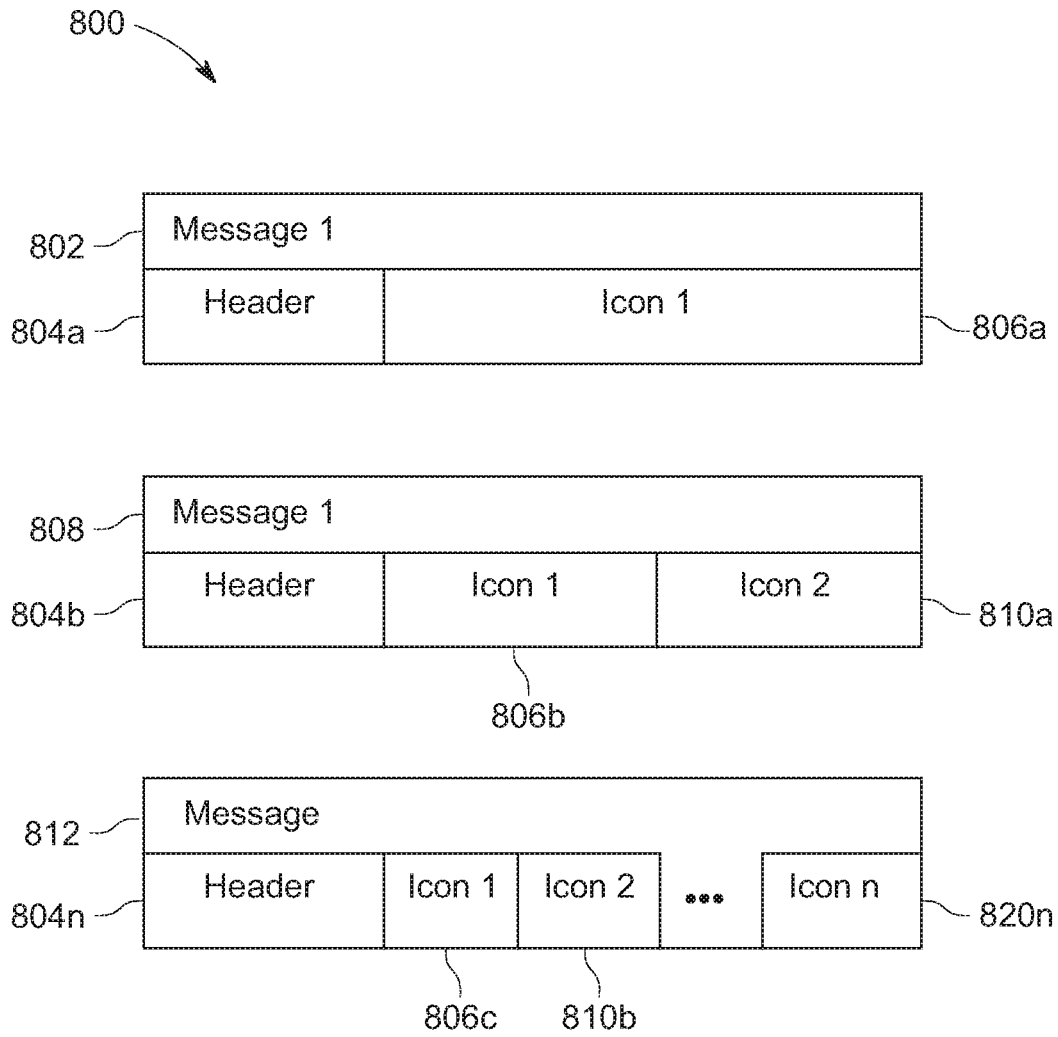 800
802 Message 1
804a Header Icon 1 806a
808 Message 1
804b Header Icon 1 Icon 2 810a
806b
812 Message
804n Header Icon 1 Icon 2 ••• Icon n 820n
806c 810b